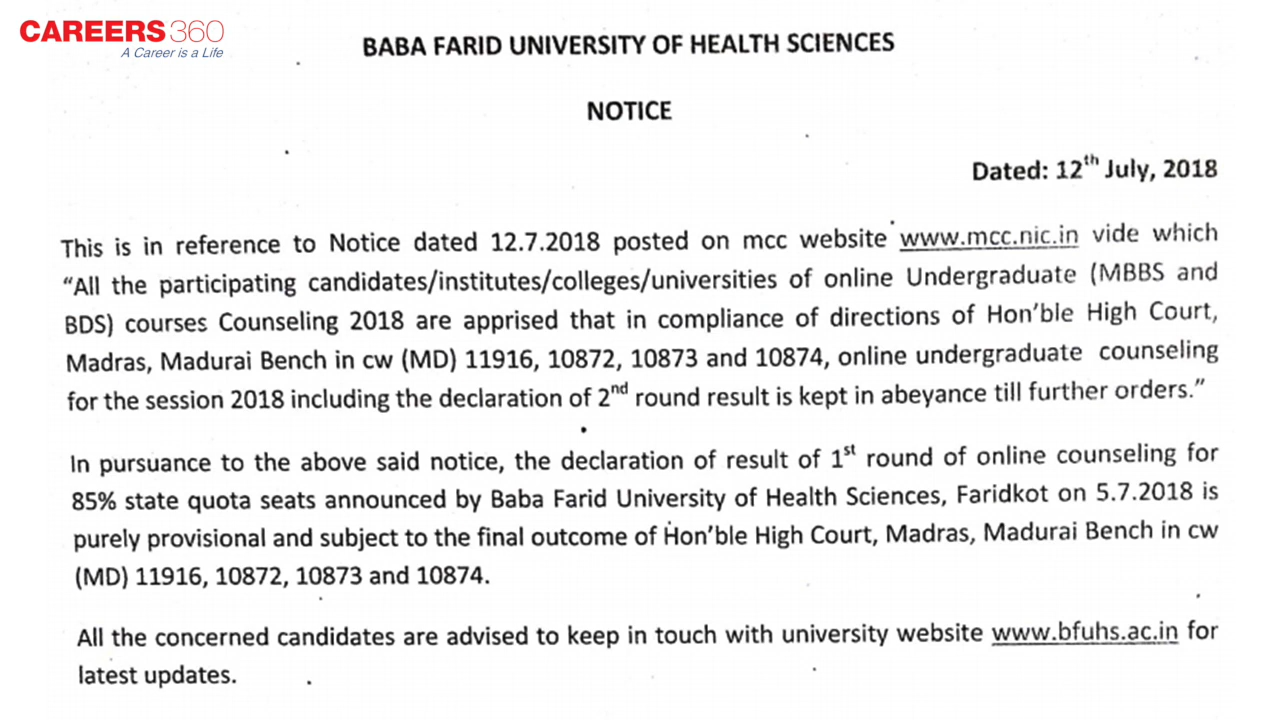 CAREERS360
A Career is a Life
BABA FARID UNIVERSITY OF HEALTH SCIENCES
NOTICE
Dated: 12th July, 2018
This is in reference to Notice dated 12.7.2018 posted on mcc website www.mcc.nic.in vide which
“All the participating candidates/institutes/colleges/universities of online Undergraduate (MBBS and
BDS) courses Counseling 2018 are apprised that in compliance of directions of Hon’ble High Court,
Madras, Madurai Bench in cw (MD) 11916, 10872, 10873 and 10874, online undergraduate counseling
for the session 2018 including the declaration of 2nd round result is kept in abeyance till further orders.”
In pursuance to the above said notice, the declaration of result of 1st round of online counseling for
85% state quota seats announced by Baba Farid University of Health Sciences, Faridkot on 5.7.2018 is
purely provisional and subject to the final outcome of Hon’ble High Court, Madras, Madurai Bench in cw
(MD) 11916, 10872, 10873 and 10874.
All the concerned candidates are advised to keep in touch with university website www.bfuhs.ac.in for
latest updates.